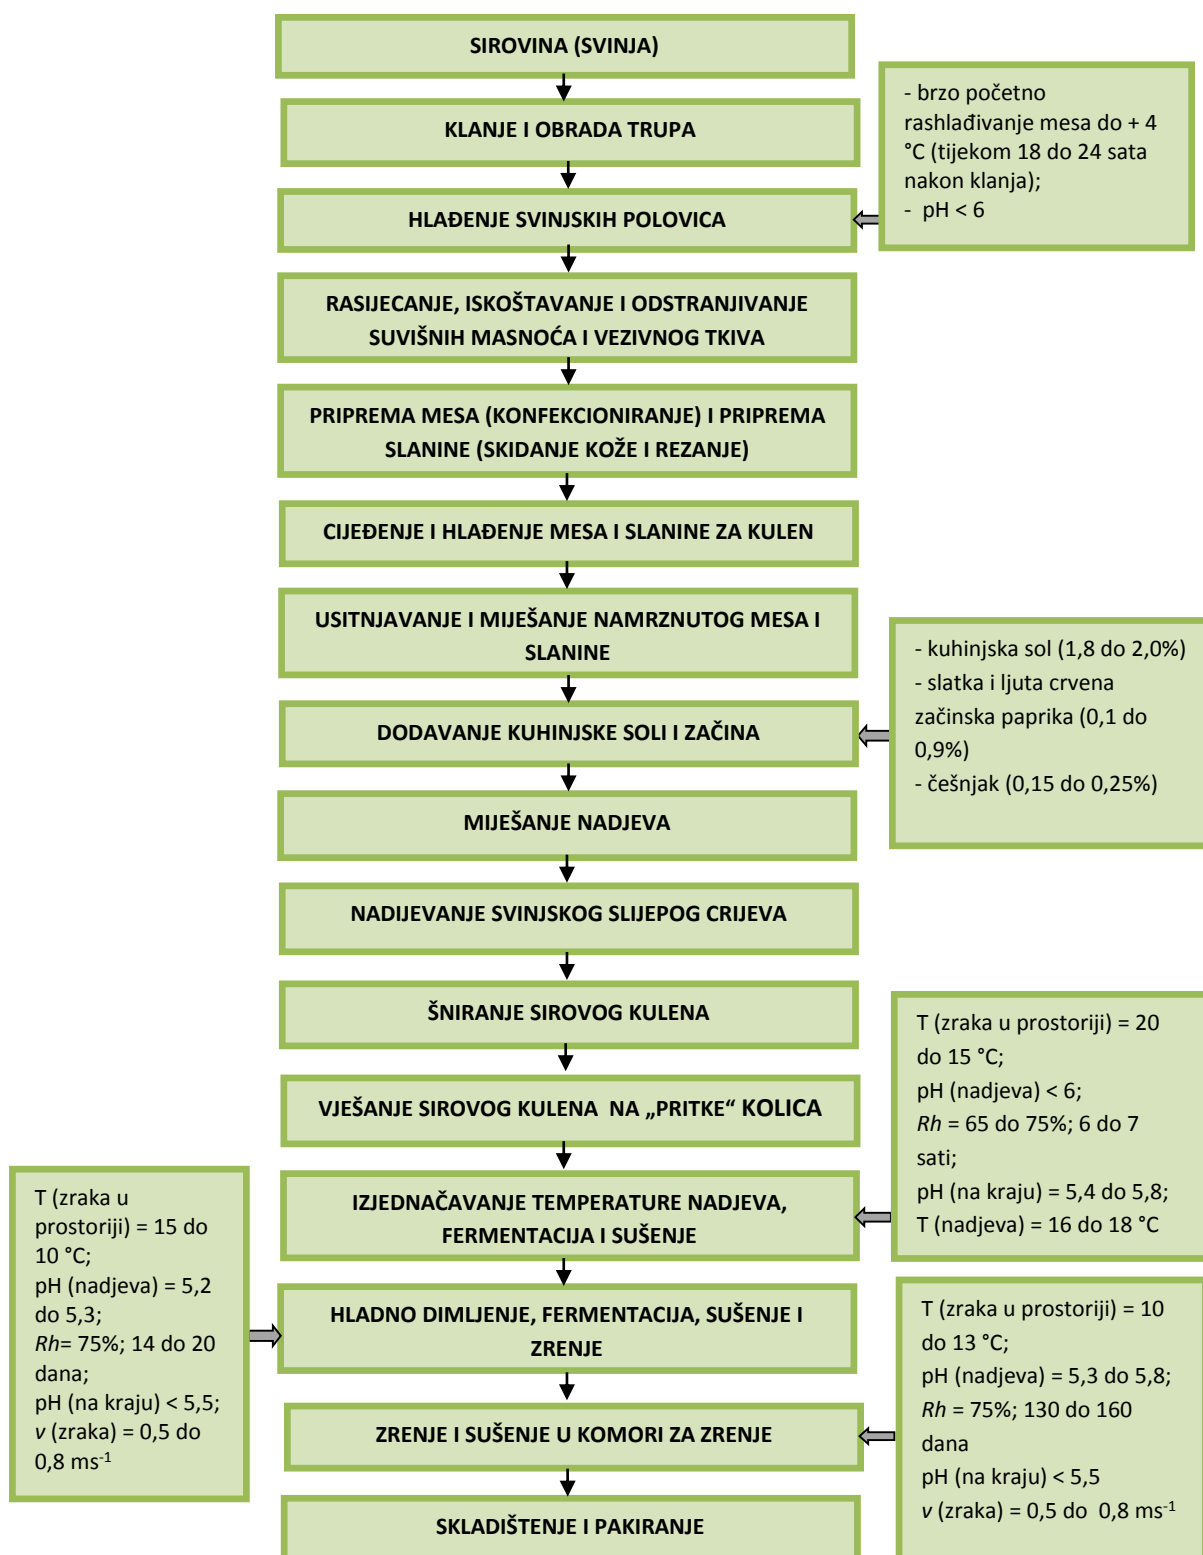 SIROVINA (SVINJA)
KLANJE I OBRADA TRUPA
- brzo početno
rashlađivanje mesa do + 4
°C (tijekom 18 do 24 sata
nakon klanja);
- pH < 6
HLAĐENJE SVINJSKIH POLOVICA
RASIJECANJE, ISKOŠTAVANJE I ODSTRANJIVANJE
SUVIŠNIH MASNOĆA I VEZIVNOG TKIVA
PRIPREMA MESA (KONFEKCIONIRANJE) I PRIPREMA
SLANINE (SKIDANJE KOŽE I REZANJE)
CIJEĐENJE I HLAĐENJE MESA I SLANINE ZA KULEN
USITNJAVANJE I MIJEŠANJE NAMRZNUTOG MESA I
SLANINE
- kuhinjska sol (1,8 do 2,0%)
- slatka i ljuta crvena
začinska paprika (0,1 do
0,9%)
- češnjak (0,15 do 0,25%)
DODAVANJE KUHINJSKE SOLI I ZAČINA
MIJEŠANJE NADJEVA
NADIJEVANJE SVINJSKOG SLIJEPOG CRIJEVA
ŠNIRANJE SIROVOG KULENA
VJEŠANJE SIROVOG KULENA NA „PRITKE“ KOLICA
T (zraka u prostoriji) = 20
do 15 °C;
pH (nadjeva) < 6;
Rh = 65 do 75%; 6 do 7
sati;
pH (na kraju) = 5,4 do 5,8;
T (nadjeva) = 16 do 18 °C
IZJEDNAČAVANJE TEMPERATURE NADJEVA,
FERMENTACIJA I SUŠENJE
T (zraka u
prostoriji) = 15 do
10 °C;
pH (nadjeva) = 5,2
do 5,3;
Rh= 75%; 14 do 20
dana;
pH (na kraju) < 5,5;
v (zraka) = 0,5 do
0,8 ms⁻¹
HLADNO DIMLJENJE, FERMENTACIJA, SUŠENJE I
ZRENJE
T (zraka u prostoriji) = 10
do 13 °C;
pH (nadjeva) = 5,3 do 5,8;
Rh = 75%; 130 do 160
dana
pH (na kraju) < 5,5
v (zraka) = 0,5 do 0,8 ms⁻¹
ZRENJE I SUŠENJE U KOMORI ZA ZRENJE
SKLADIŠTENJE I PAKIRANJE